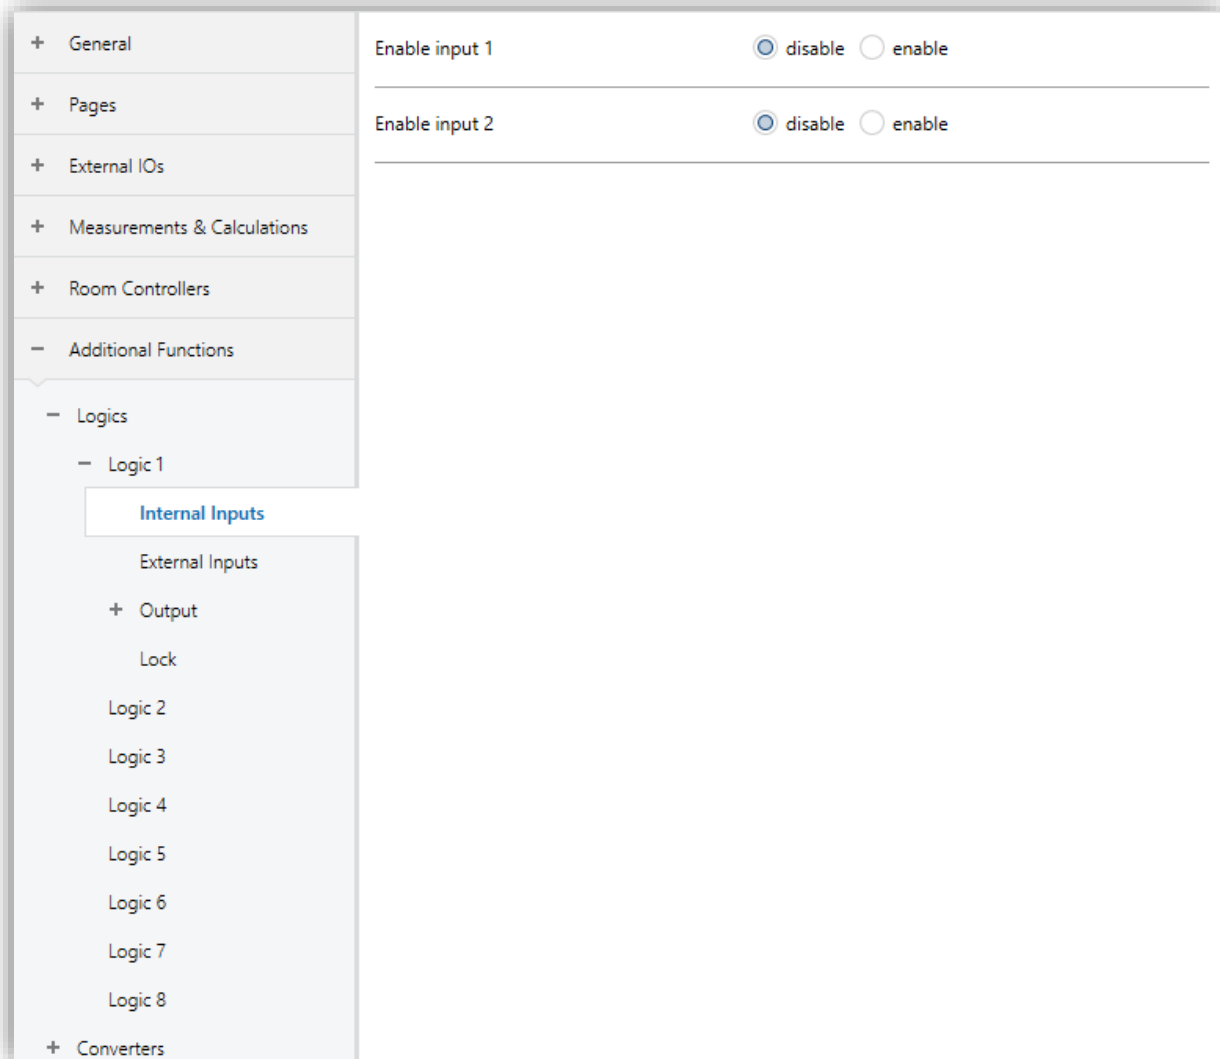 General
Pages
External IOs
Measurements & Calculations
Room Controllers
Additional Functions
Logics
Logic 1
Internal Inputs
External Inputs
Output
Lock
Logic 2
Logic 3
Logic 4
Logic 5
Logic 6
Logic 7
Logic 8
Converters
Enable input 1 disable enable
Enable input 2 disable enable